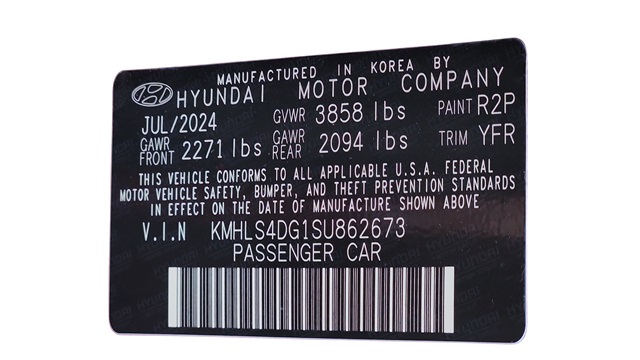 MANUFACTURED IN KOREA BY
HYUNDAI MOTOR COMPANY
JUL/2024 GVWR 3858 lbs PAINT R2P
GAWR FRONT 2271 lbs GAWR REAR 2094 lbs TRIM YFR
THIS VEHICLE CONFORMS TO ALL APPLICABLE U.S.A. FEDERAL
MOTOR VEHICLE SAFETY, BUMPER, AND THEFT PREVENTION STANDARDS
IN EFFECT ON THE DATE OF MANUFACTURE SHOWN ABOVE
V.I.N KMHLS4DG1SU862673
PASSENGER CAR